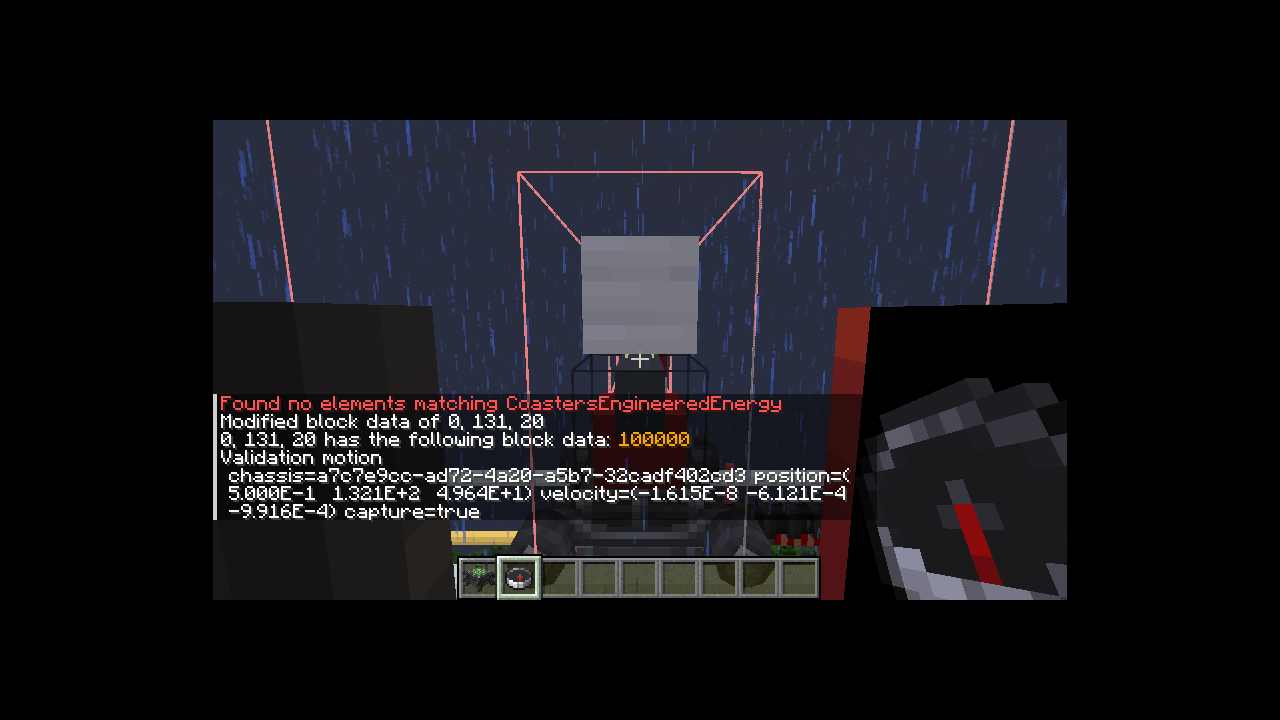 Found no elements matching CoastersEngineeredEnergy
Modified block data of 0, 131, 20
0, 131, 20 has the following block data: 100000
Validation motion
chassis=a7c7e9cc-ad72-4a20-a5b7-32cadf402cd3 position=(
5.000E-1 1.321E+2 4.964E+1) velocity=(-1.615E-8 -6.121E-4
-9.916E-4) capture=true